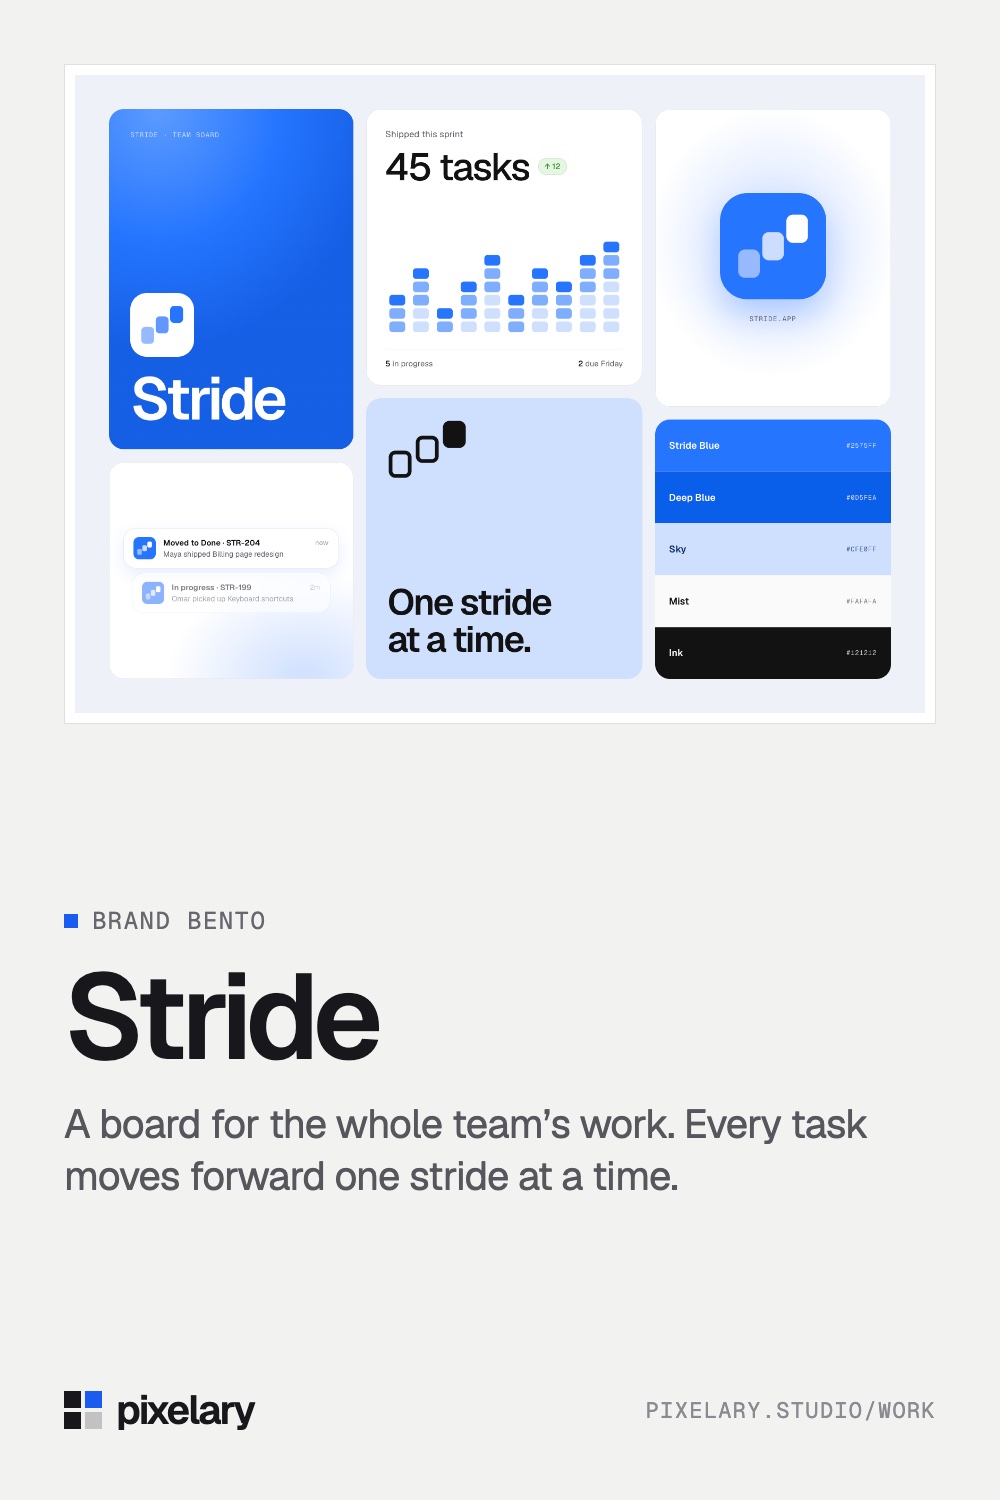 STRIDE · TEAM BOARD
Stride
Shipped this sprint
45 tasks
↑ 12
5 in progress
2 due Friday
STRIDE.APP
Moved to Done · STR-204
now
Maya shipped Billing page redesign
In progress · STR-199
2m
Omar picked up Keyboard shortcuts
One stride
at a time.
Stride Blue
#2575FF
Deep Blue
#0D5FEA
Sky
#CFE0FF
Mist
#FAFAFA
Ink
#121212
BRAND BENTO
Stride
A board for the whole team’s work. Every task
moves forward one stride at a time.
pixelary
PIXELARY.STUDIO/WORK